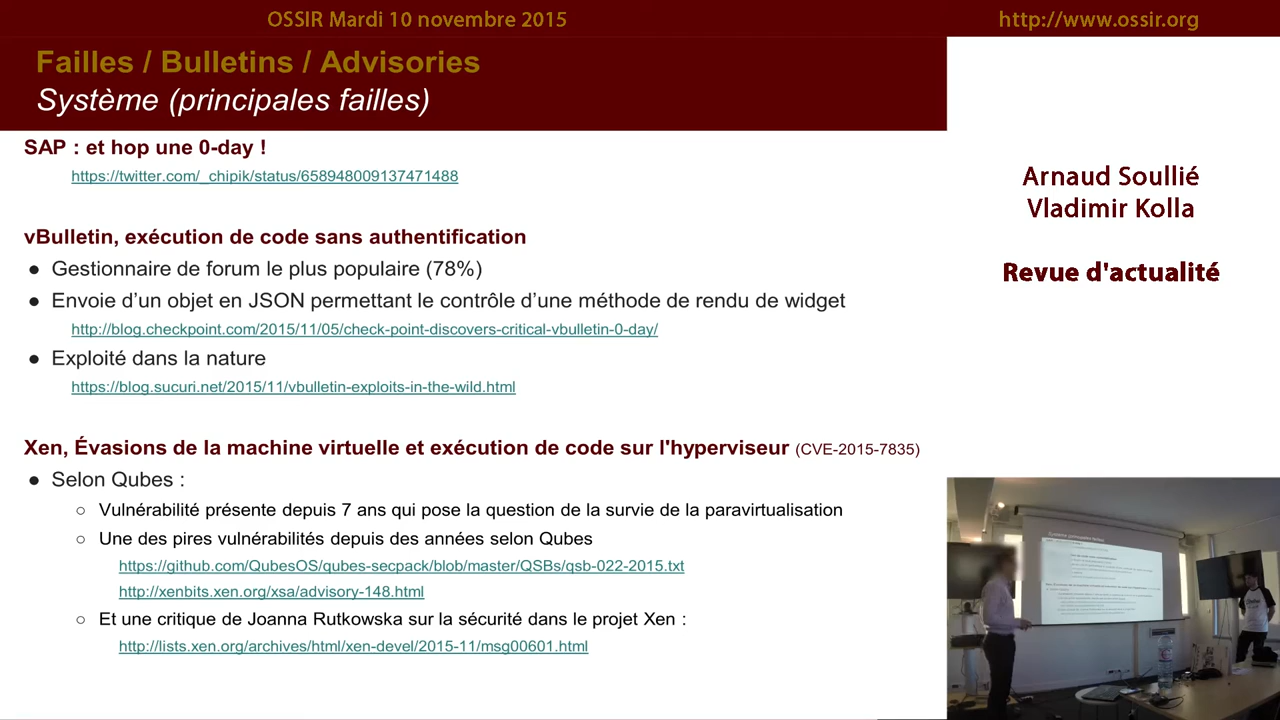 OSSIR Mardi 10 novembre 2015
http://www.ossir.org
Failles / Bulletins / Advisories
Système (principales failles)
SAP : et hop une 0-day !
https://twitter.com/_chipik/status/658948009137471488
vBulletin, exécution de code sans authentification
● Gestionnaire de forum le plus populaire (78%)
● Envoie d'un objet en JSON permettant le contrôle d'une méthode de rendu de widget
http://blog.checkpoint.com/2015/11/05/check-point-discovers-critical-vbulletin-0-day/
● Exploité dans la nature
https://blog.sucuri.net/2015/11/vbulletin-exploits-in-the-wild.html
Xen, Évasions de la machine virtuelle et exécution de code sur l'hyperviseur (CVE-2015-7835)
● Selon Qubes :
○ Vulnérabilité présente depuis 7 ans qui pose la question de la survie de la paravirtualisation
○ Une des pires vulnérabilités depuis des années selon Qubes
https://github.com/QubesOS/qubes-secpack/blob/master/QSBs/qsb-022-2015.txt
http://xenbits.xen.org/xsa/advisory-148.html
○ Et une critique de Joanna Rutkowska sur la sécurité dans le projet Xen :
http://lists.xen.org/archives/html/xen-devel/2015-11/msg00601.html
Arnaud Soullié
Vladimir Kolla
Revue d'actualité